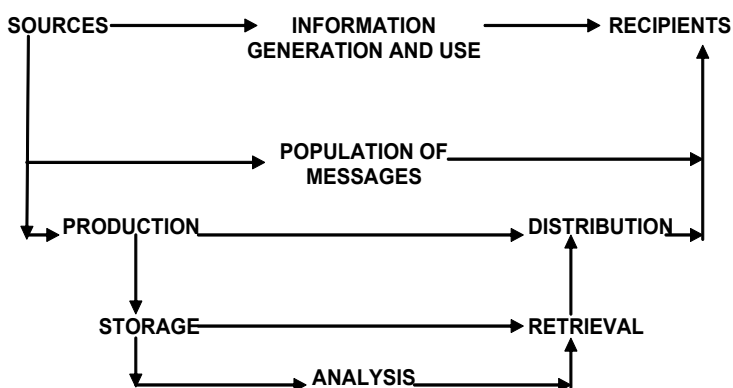 SOURCES
INFORMATION
GENERATION AND USE
RECIPIENTS
POPULATION OF
MESSAGES
PRODUCTION
DISTRIBUTION
STORAGE
RETRIEVAL
ANALYSIS